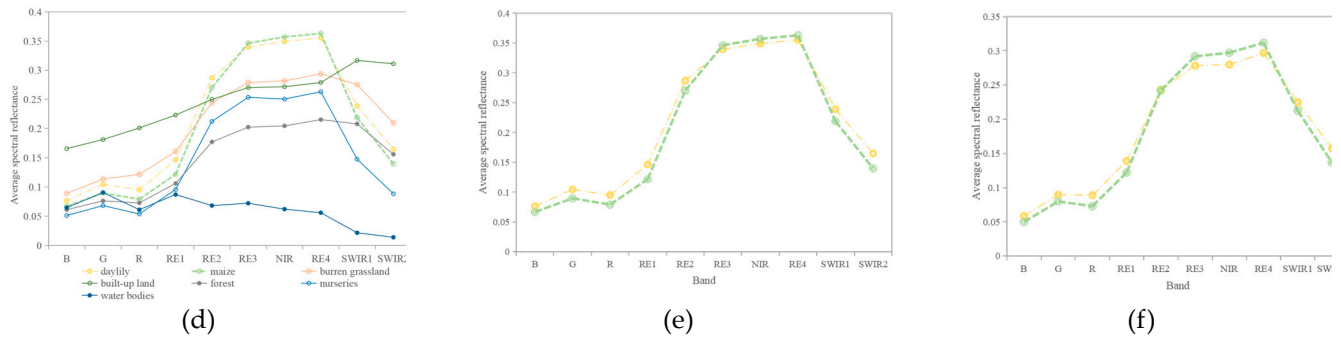 0.4
0.35
0.3
0.25
0.2
0.15
0.1
0.05
0
Average spectral reflectance
B G R RE1 RE2 RE3 NIR RE4 SWIR1 SWIR2
daylily maize burren grassland
built-up land forest nurseries
water bodies
(d)
0.4
0.35
0.3
0.25
0.2
0.15
0.1
0.05
0
Average spectral reflectance
B G R RE1 RE2 RE3 NIR RE4 SWIR1 SWIR2
Band
(e)
0.35
0.3
0.25
0.2
0.15
0.1
0.05
0
Average spectral reflectance
B G R RE1 RE2 RE3 NIR RE4 SWIR1 SW
Band
(f)